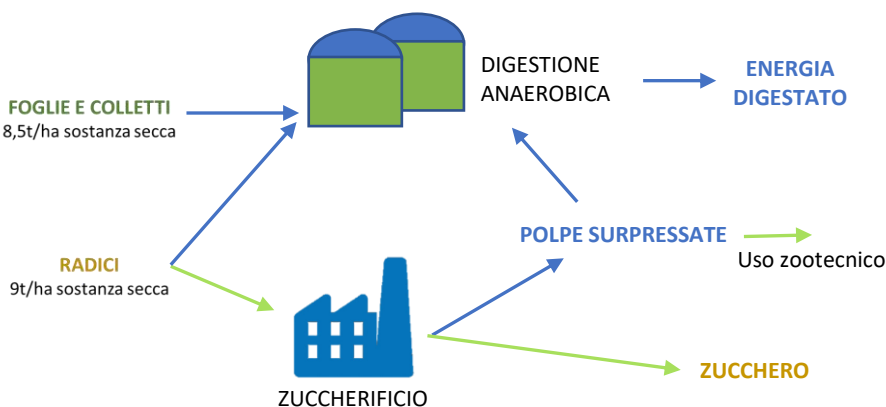 DIGESTIONE
ANAEROBICA
ENERGIA
DIGESTATO
FOGLIE E COLLETTI
8,5t/ha sostanza secca
POLPE SURPRESSATE
Uso zootecnico
RADICI
9t/ha sostanza secca
ZUCCHERO
ZUCCHERIFICIO